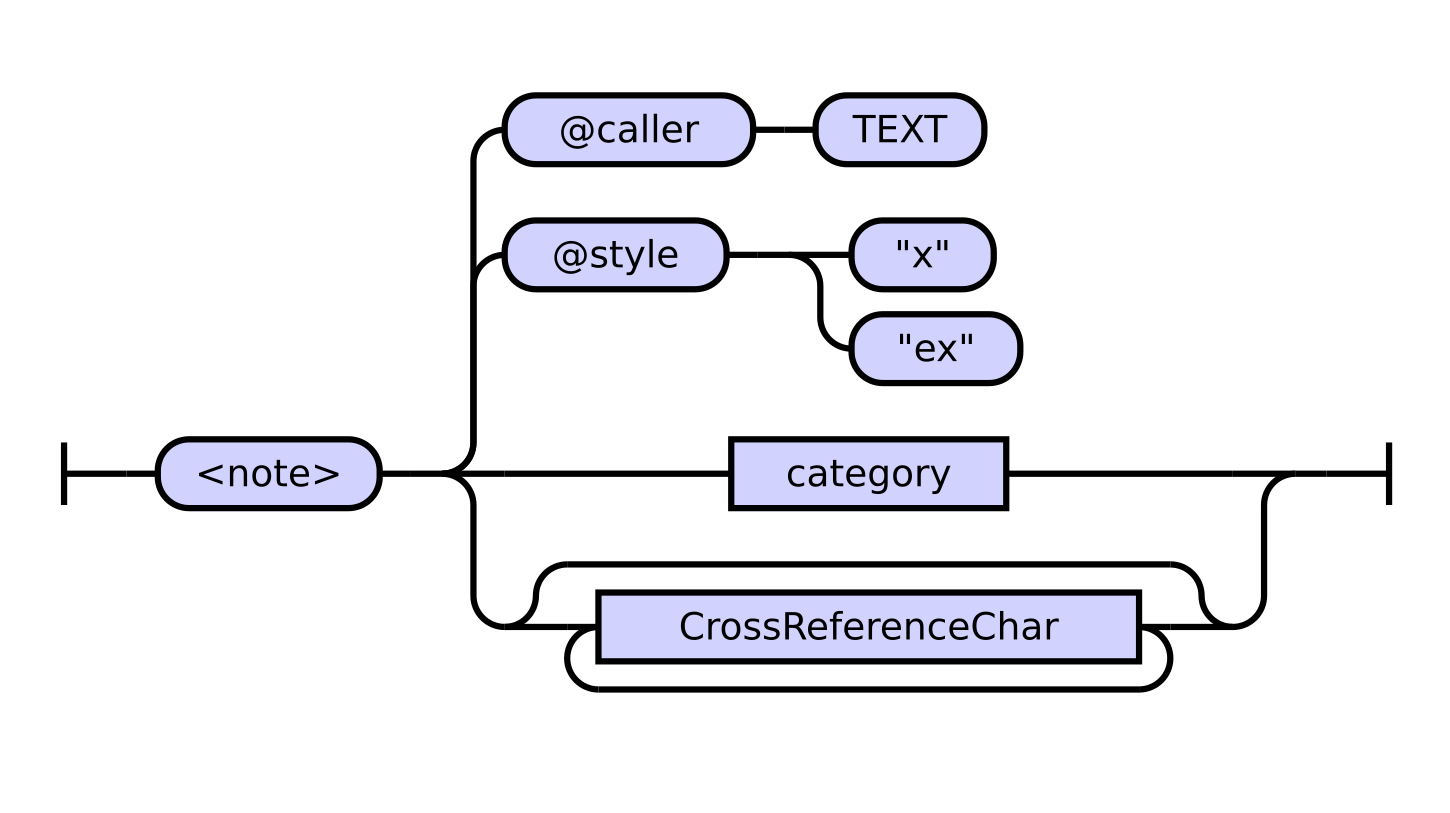 @caller TEXT
@style "x"
"ex"
<note> category
CrossReferenceChar